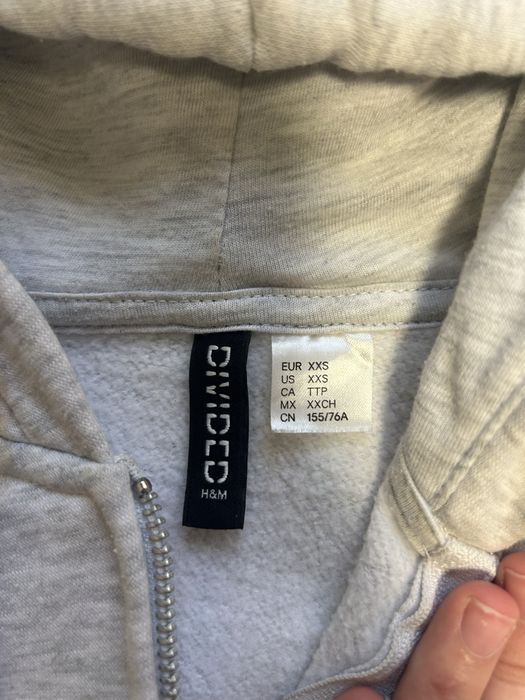 DIVIDED
H&M
EUR XXS
US XXS
CA TTP
MX XXCH
CN 155/76A